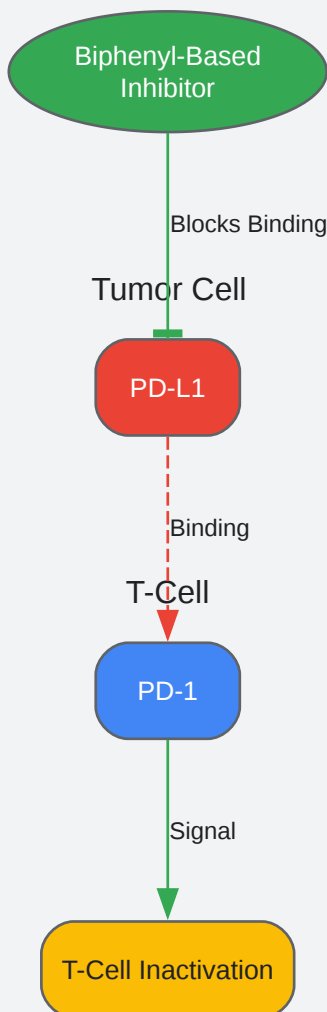 Biphenyl-Based
Inhibitor
Blocks Binding
Tumor Cell
PD-L1
Binding
T-Cell
PD-1
Signal
T-Cell Inactivation